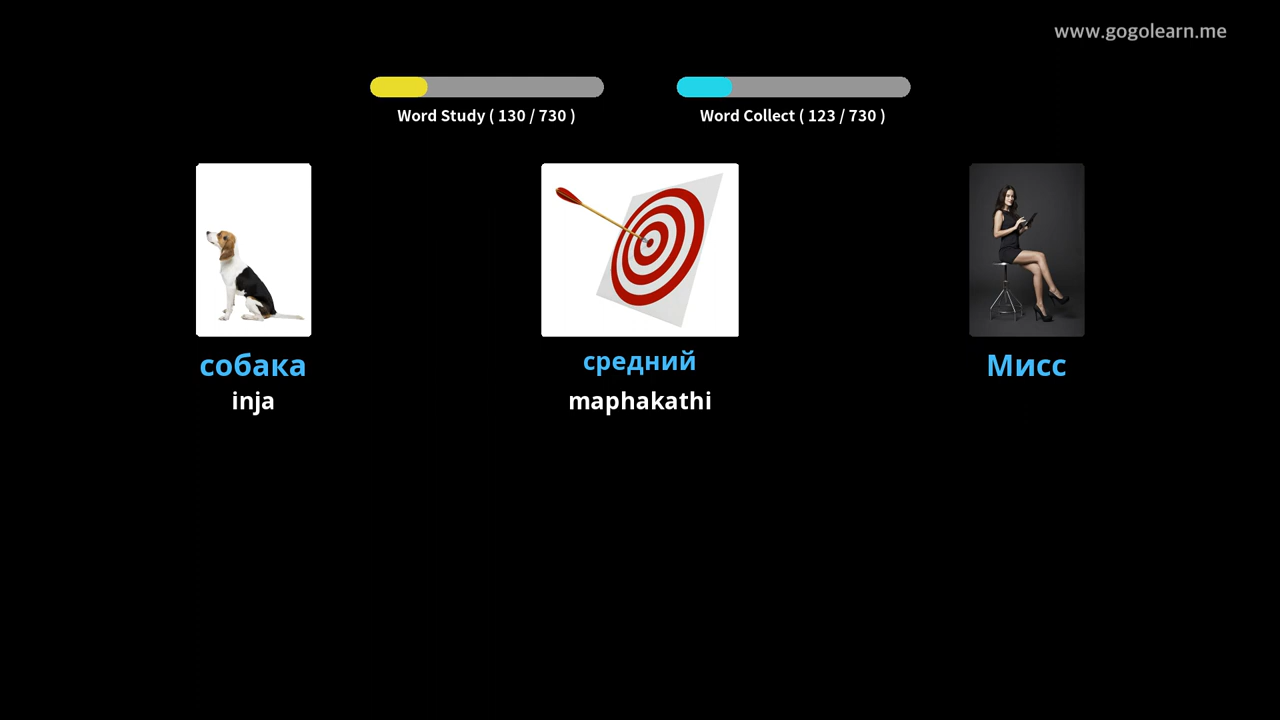 www.gogolearn.me
Word Study ( 130 / 730 )
Word Collect ( 123 / 730 )
собака
средний
Мисс
inja
maphakathi